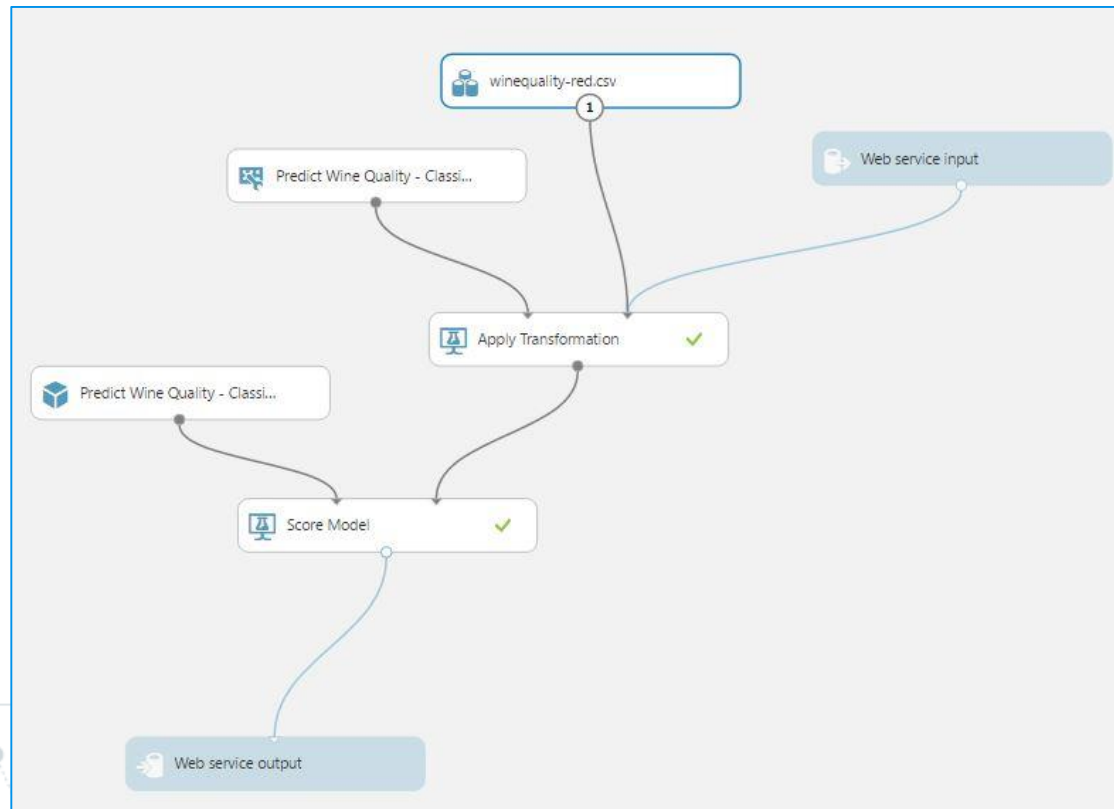 winequality-red.csv
1
Web service input
Predict Wine Quality - Classi...
Apply Transformation
Predict Wine Quality - Classi...
Score Model
Web service output